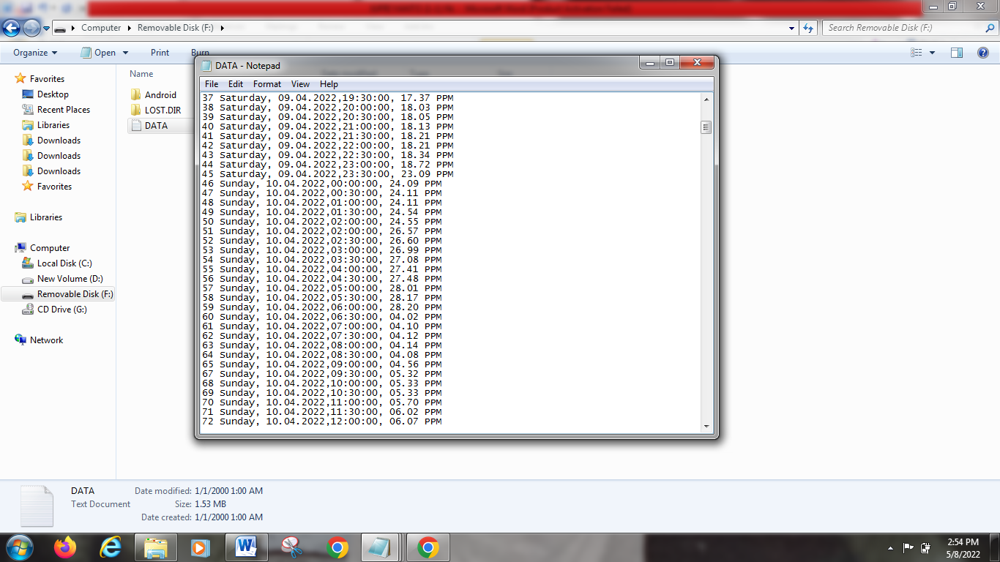 Computer Removable Disk (F:)
Search Removable Disk (F:)
Organize Open Print Burn
Favorites
Desktop
Recent Places
Libraries
Downloads
Downloads
Downloads
Favorites
Libraries
Computer
Local Disk (C:)
New Volume (D:)
Removable Disk (F:)
CD Drive (G:)
Network
Name
Android
LOST.DIR
DATA
DATA - Notepad
File Edit Format View Help
37 Saturday, 09.04.2022,19:30:00, 17.37 PPM
38 Saturday, 09.04.2022,20:00:00, 18.03 PPM
39 Saturday, 09.04.2022,20:30:00, 18.05 PPM
40 Saturday, 09.04.2022,21:00:00, 18.13 PPM
41 Saturday, 09.04.2022,21:30:00, 18.21 PPM
42 Saturday, 09.04.2022,22:00:00, 18.21 PPM
43 Saturday, 09.04.2022,22:30:00, 18.34 PPM
44 Saturday, 09.04.2022,23:00:00, 18.72 PPM
45 Saturday, 09.04.2022,23:30:00, 23.09 PPM
46 Sunday, 10.04.2022,00:00:00, 24.09 PPM
47 Sunday, 10.04.2022,00:30:00, 24.11 PPM
48 Sunday, 10.04.2022,01:00:00, 24.11 PPM
49 Sunday, 10.04.2022,01:30:00, 24.54 PPM
50 Sunday, 10.04.2022,02:00:00, 24.55 PPM
51 Sunday, 10.04.2022,02:00:00, 26.57 PPM
52 Sunday, 10.04.2022,02:30:00, 26.60 PPM
53 Sunday, 10.04.2022,03:00:00, 26.99 PPM
54 Sunday, 10.04.2022,03:30:00, 27.08 PPM
55 Sunday, 10.04.2022,04:00:00, 27.41 PPM
56 Sunday, 10.04.2022,04:30:00, 27.48 PPM
57 Sunday, 10.04.2022,05:00:00, 28.01 PPM
58 Sunday, 10.04.2022,05:30:00, 28.17 PPM
59 Sunday, 10.04.2022,06:00:00, 28.20 PPM
60 Sunday, 10.04.2022,06:30:00, 04.02 PPM
61 Sunday, 10.04.2022,07:00:00, 04.10 PPM
62 Sunday, 10.04.2022,07:30:00, 04.12 PPM
63 Sunday, 10.04.2022,08:00:00, 04.14 PPM
64 Sunday, 10.04.2022,08:30:00, 04.08 PPM
65 Sunday, 10.04.2022,09:00:00, 04.56 PPM
67 Sunday, 10.04.2022,09:30:00, 05.32 PPM
68 Sunday, 10.04.2022,10:00:00, 05.33 PPM
69 Sunday, 10.04.2022,10:30:00, 05.33 PPM
70 Sunday, 10.04.2022,11:00:00, 05.70 PPM
71 Sunday, 10.04.2022,11:30:00, 06.02 PPM
72 Sunday, 10.04.2022,12:00:00, 06.07 PPM
DATA Date modified: 1/1/2000 1:00 AM
Text Document Size: 1.53 MB
Date created: 1/1/2000 1:00 AM
2:54 PM
5/8/2022